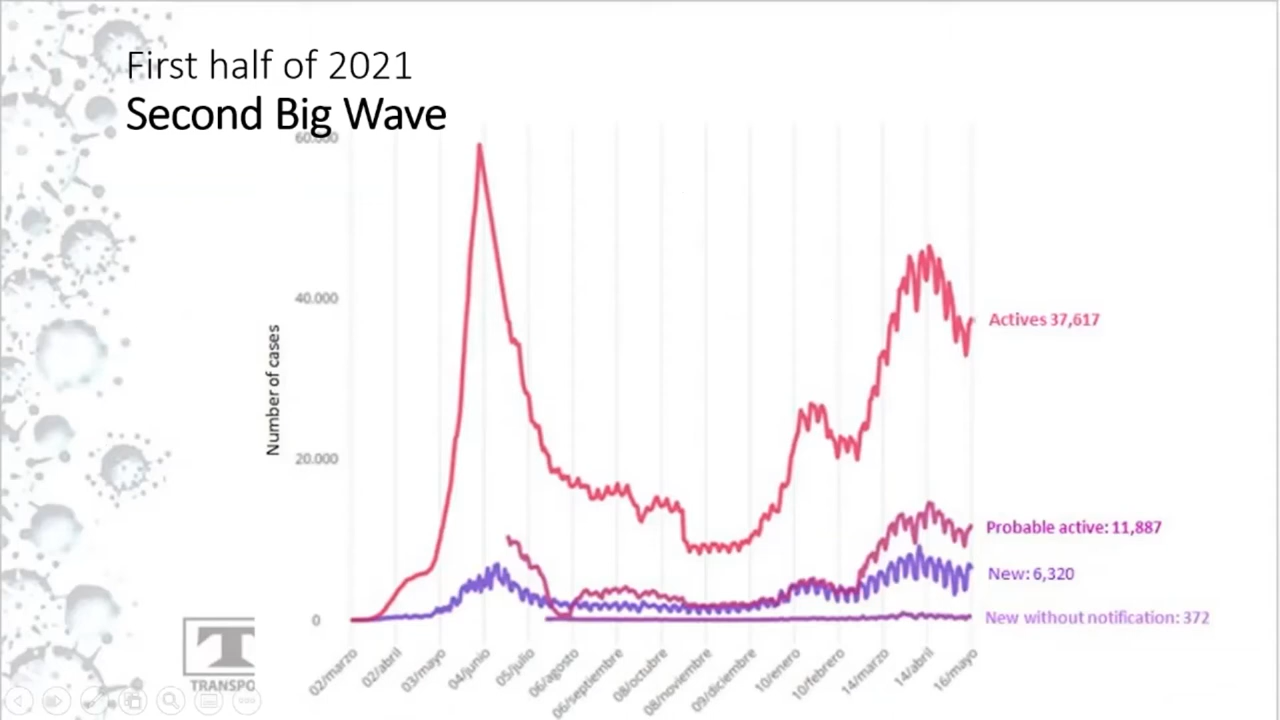 First half of 2021
Second Big Wave
60.000
40.000
20.000
0
Number of cases
Actives 37,617
Probable active: 11,887
New: 6,320
New without notification: 372
02/marzo
02/abril
03/mayo
04/junio
05/julio
06/agosto
06/septiembre
08/octubre
08/noviembre
09/diciembre
10/enero
10/febrero
14/marzo
14/abril
16/mayo
T
TRANSPO